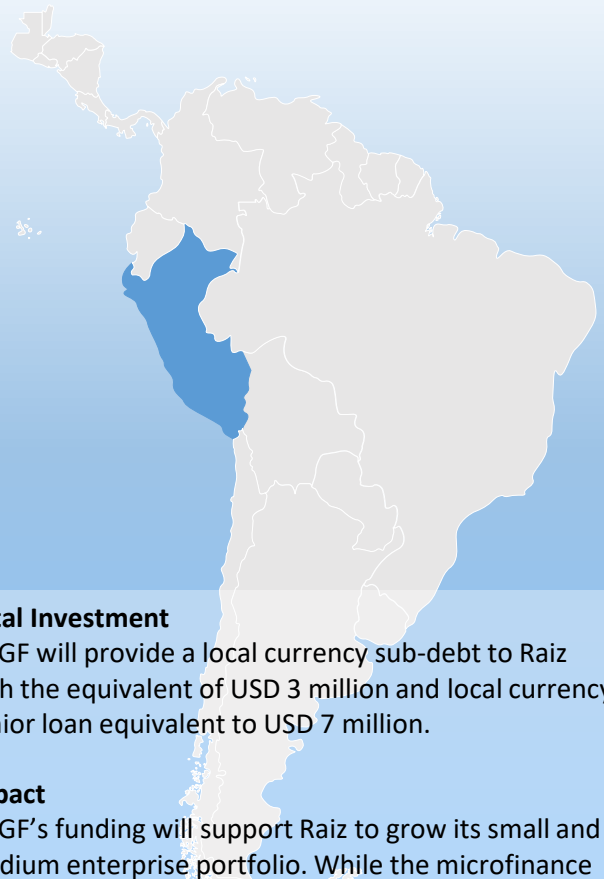 tal Investment
GF will provide a local currency sub-debt to Raiz
h the equivalent of USD 3 million and local currency
nior loan equivalent to USD 7 million.
pact
GF's funding will support Raiz to grow its small and
dium enterprise portfolio. While the microfinance